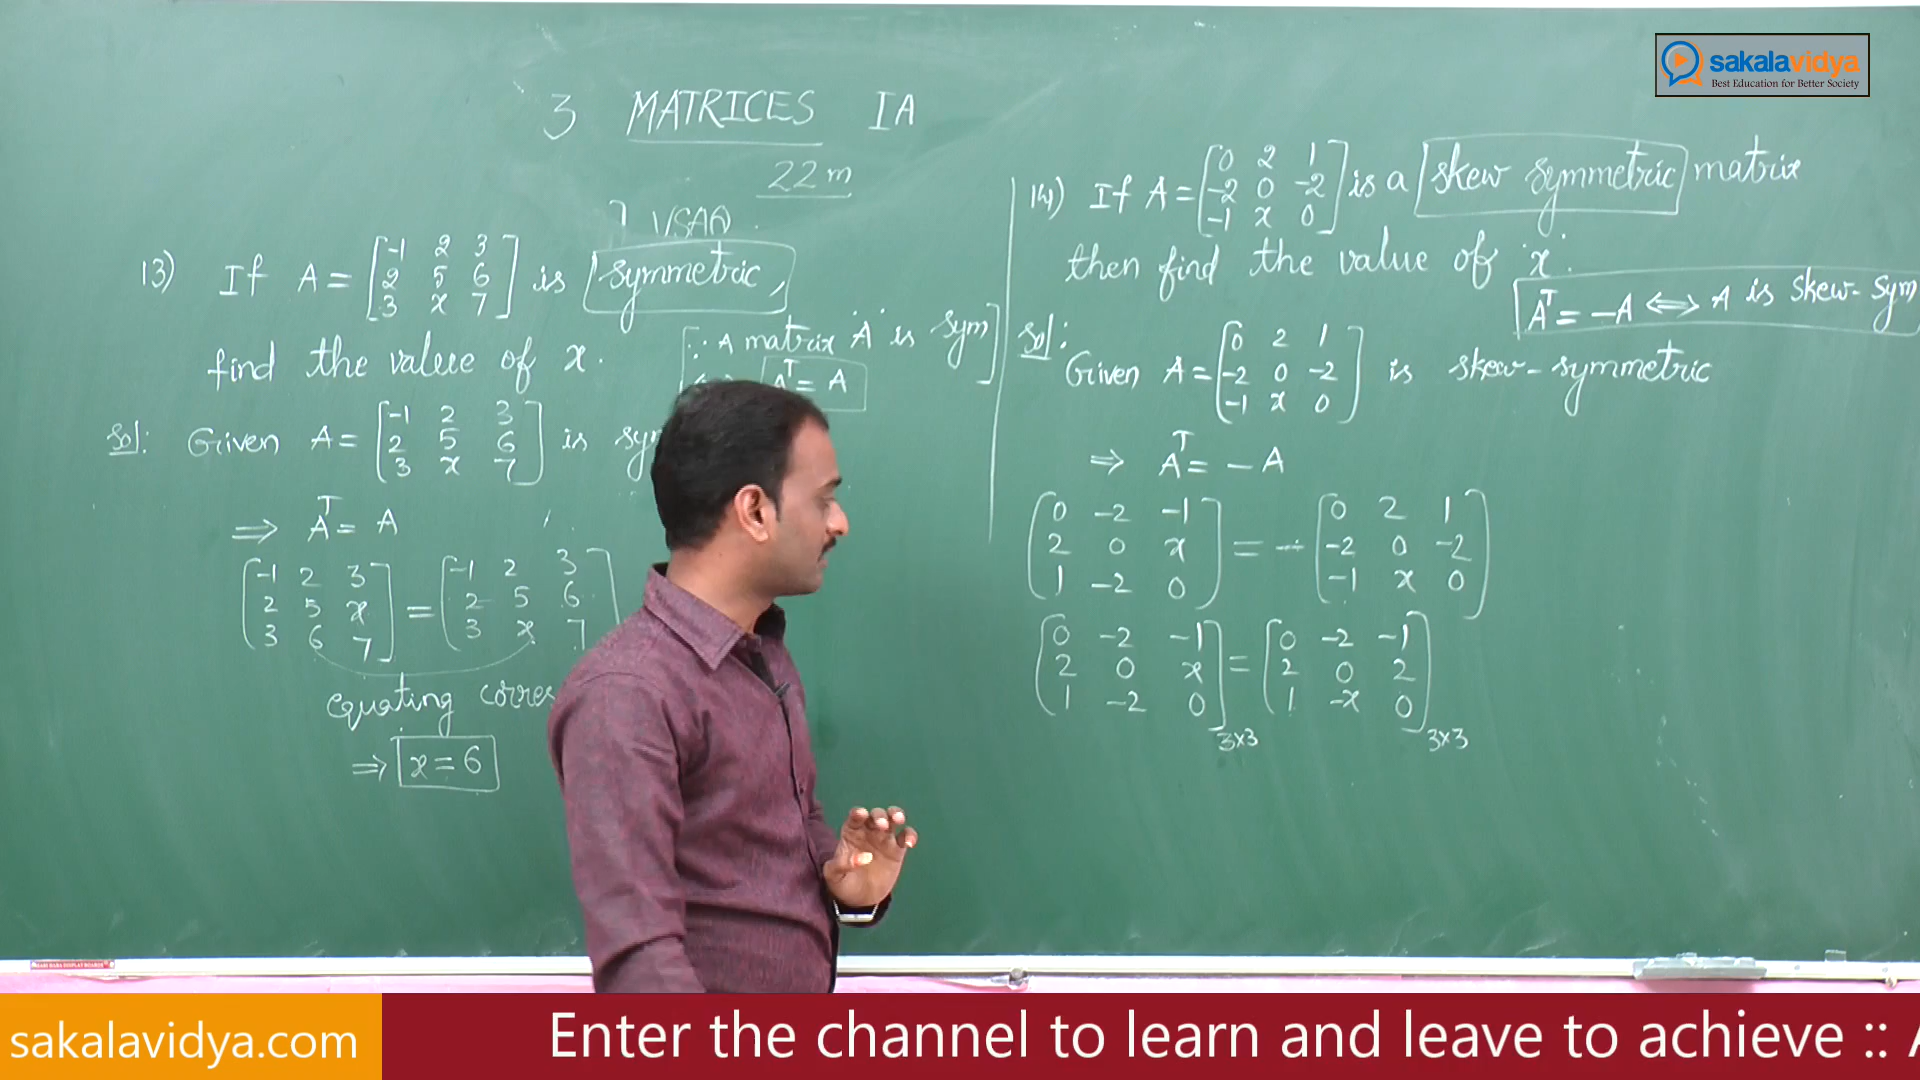 sakalavidya
Best Education for Better Society
3 MATRICES IA
22 m
7 VSAQ
13) If A = [-1 2 3
2 5 6
3 x 7] is symmetric,
find the value of x.
[∵ A matrix 'A' is sym
⇔ Aᵀ = A]
Sol: Given A = [-1 2 3
2 5 6
3 x 7] is sy
⇒ Aᵀ = A
[-1 2 3
2 5 x
3 6 7] = [-1 2 3
2 5 6
3 x 7]
equating corres
⇒ x = 6
14) If A = [0 2 1
-2 0 -2
-1 x 0] is a skew symmetric matrix
then find the value of 'x'.
Aᵀ = -A ⇔ A is skew-sym
Sol:
Given A = [0 2 1
-2 0 -2
-1 x 0] is skew-symmetric
⇒ Aᵀ = -A
[0 -2 -1
2 0 x
1 -2 0] = -[0 2 1
-2 0 -2
-1 x 0]
[0 -2 -1
2 0 x
1 -2 0]3x3 = [0 -2 -1
2 0 2
1 -x 0]3x3
sakalavidya.com
Enter the channel to learn and leave to achieve ::